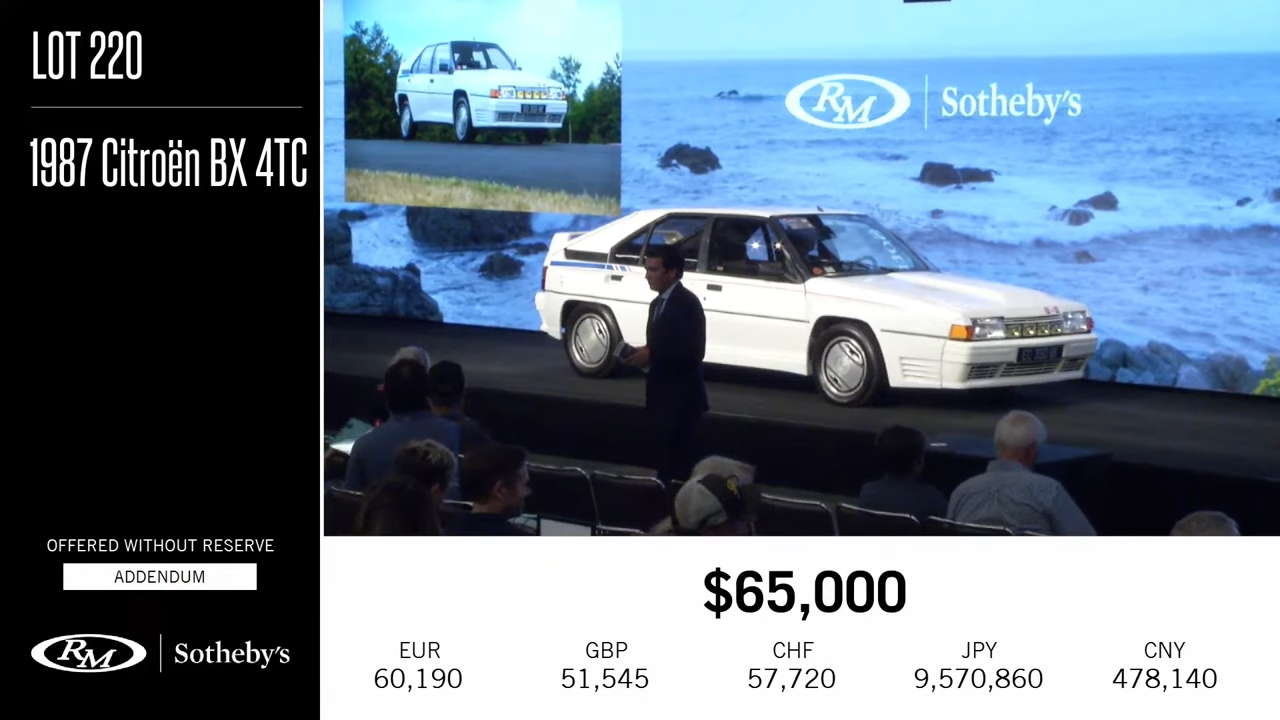 LOT 220
1987 Citroën BX 4TC
OFFERED WITHOUT RESERVE
ADDENDUM
RM Sotheby's
RM Sotheby's
$65,000
EUR GBP CHF JPY CNY
60,190 51,545 57,720 9,570,860 478,140